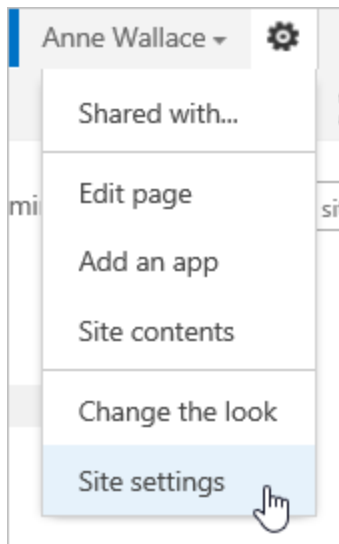 Anne Wallace
Shared with...
Edit page
Add an app
Site contents
Change the look
Site settings